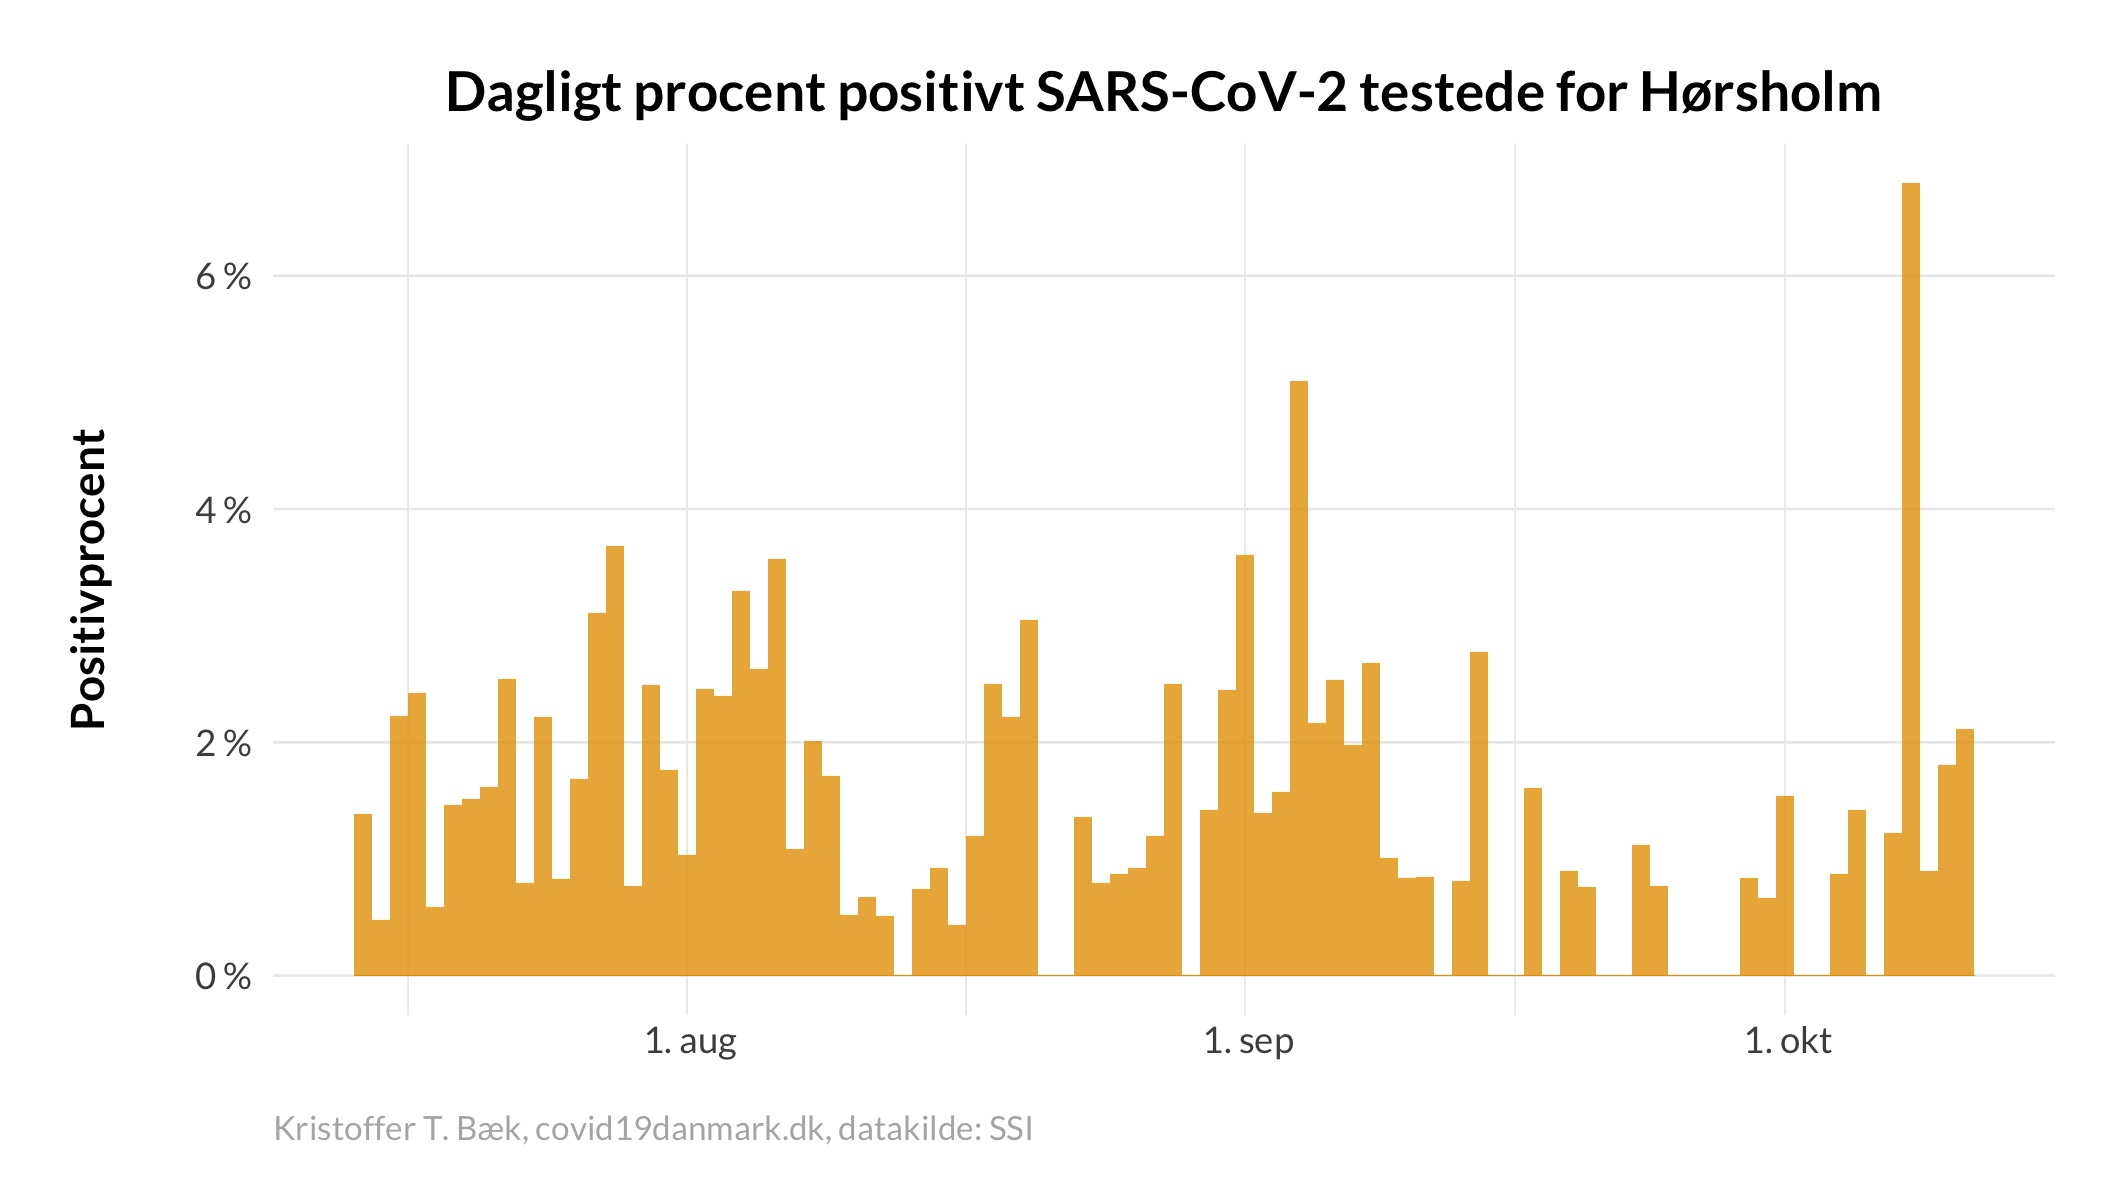 Dagligt procent positivt SARS-CoV-2 testede for Hørsholm
Positivprocent
6 %
4 %
2 %
0 %
1. aug
1. sep
1. okt
Kristoffer T. Bæk, covid19danmark.dk, datakilde: SSI